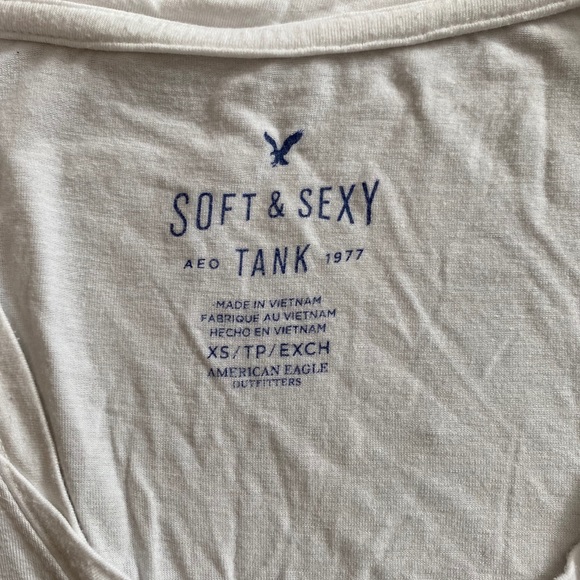 SOFT & SEXY
AEO TANK 1977
MADE IN VIETNAM
FABRIQUE AU VIETNAM
HECHO EN VIETNAM
XS/TP/EXCH
AMERICAN EAGLE
OUTFITTERS